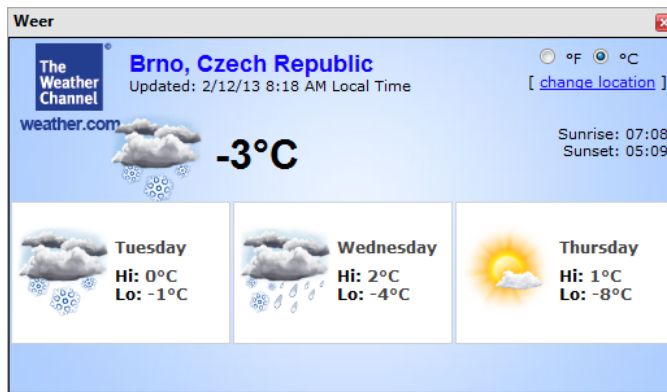 Weer
The
Weather
Channel
weather.com
Brno, Czech Republic
Updated: 2/12/13 8:18 AM Local Time
°F °C
[ change location ]
-3°C
Sunrise: 07:08
Sunset: 05:09
Tuesday
Hi: 0°C
Lo: -1°C
Wednesday
Hi: 2°C
Lo: -4°C
Thursday
Hi: 1°C
Lo: -8°C